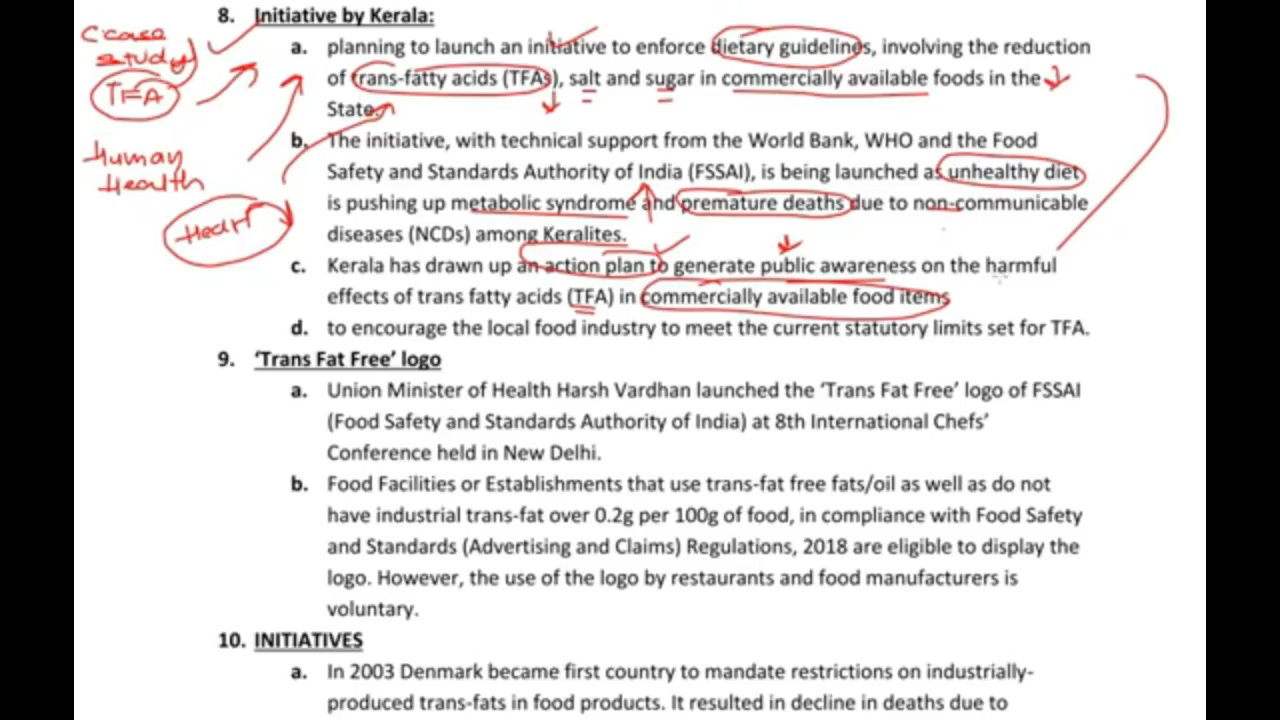 8. Initiative by Kerala:
a. planning to launch an initiative to enforce dietary guidelines, involving the reduction
of trans-fatty acids (TFAs), salt and sugar in commercially available foods in the
State.
b. The initiative, with technical support from the World Bank, WHO and the Food
Safety and Standards Authority of India (FSSAI), is being launched as unhealthy diet
is pushing up metabolic syndrome and premature deaths due to non-communicable
diseases (NCDs) among Keralites.
c. Kerala has drawn up an action plan to generate public awareness on the harmful
effects of trans fatty acids (TFA) in commercially available food items
d. to encourage the local food industry to meet the current statutory limits set for TFA.
case
study
TFA
Human
Health
Heart
9. ‘Trans Fat Free’ logo
a. Union Minister of Health Harsh Vardhan launched the ‘Trans Fat Free’ logo of FSSAI
(Food Safety and Standards Authority of India) at 8th International Chefs’
Conference held in New Delhi.
b. Food Facilities or Establishments that use trans-fat free fats/oil as well as do not
have industrial trans-fat over 0.2g per 100g of food, in compliance with Food Safety
and Standards (Advertising and Claims) Regulations, 2018 are eligible to display the
logo. However, the use of the logo by restaurants and food manufacturers is
voluntary.
10. INITIATIVES
a. In 2003 Denmark became first country to mandate restrictions on industrially-
produced trans-fats in food products. It resulted in decline in deaths due to